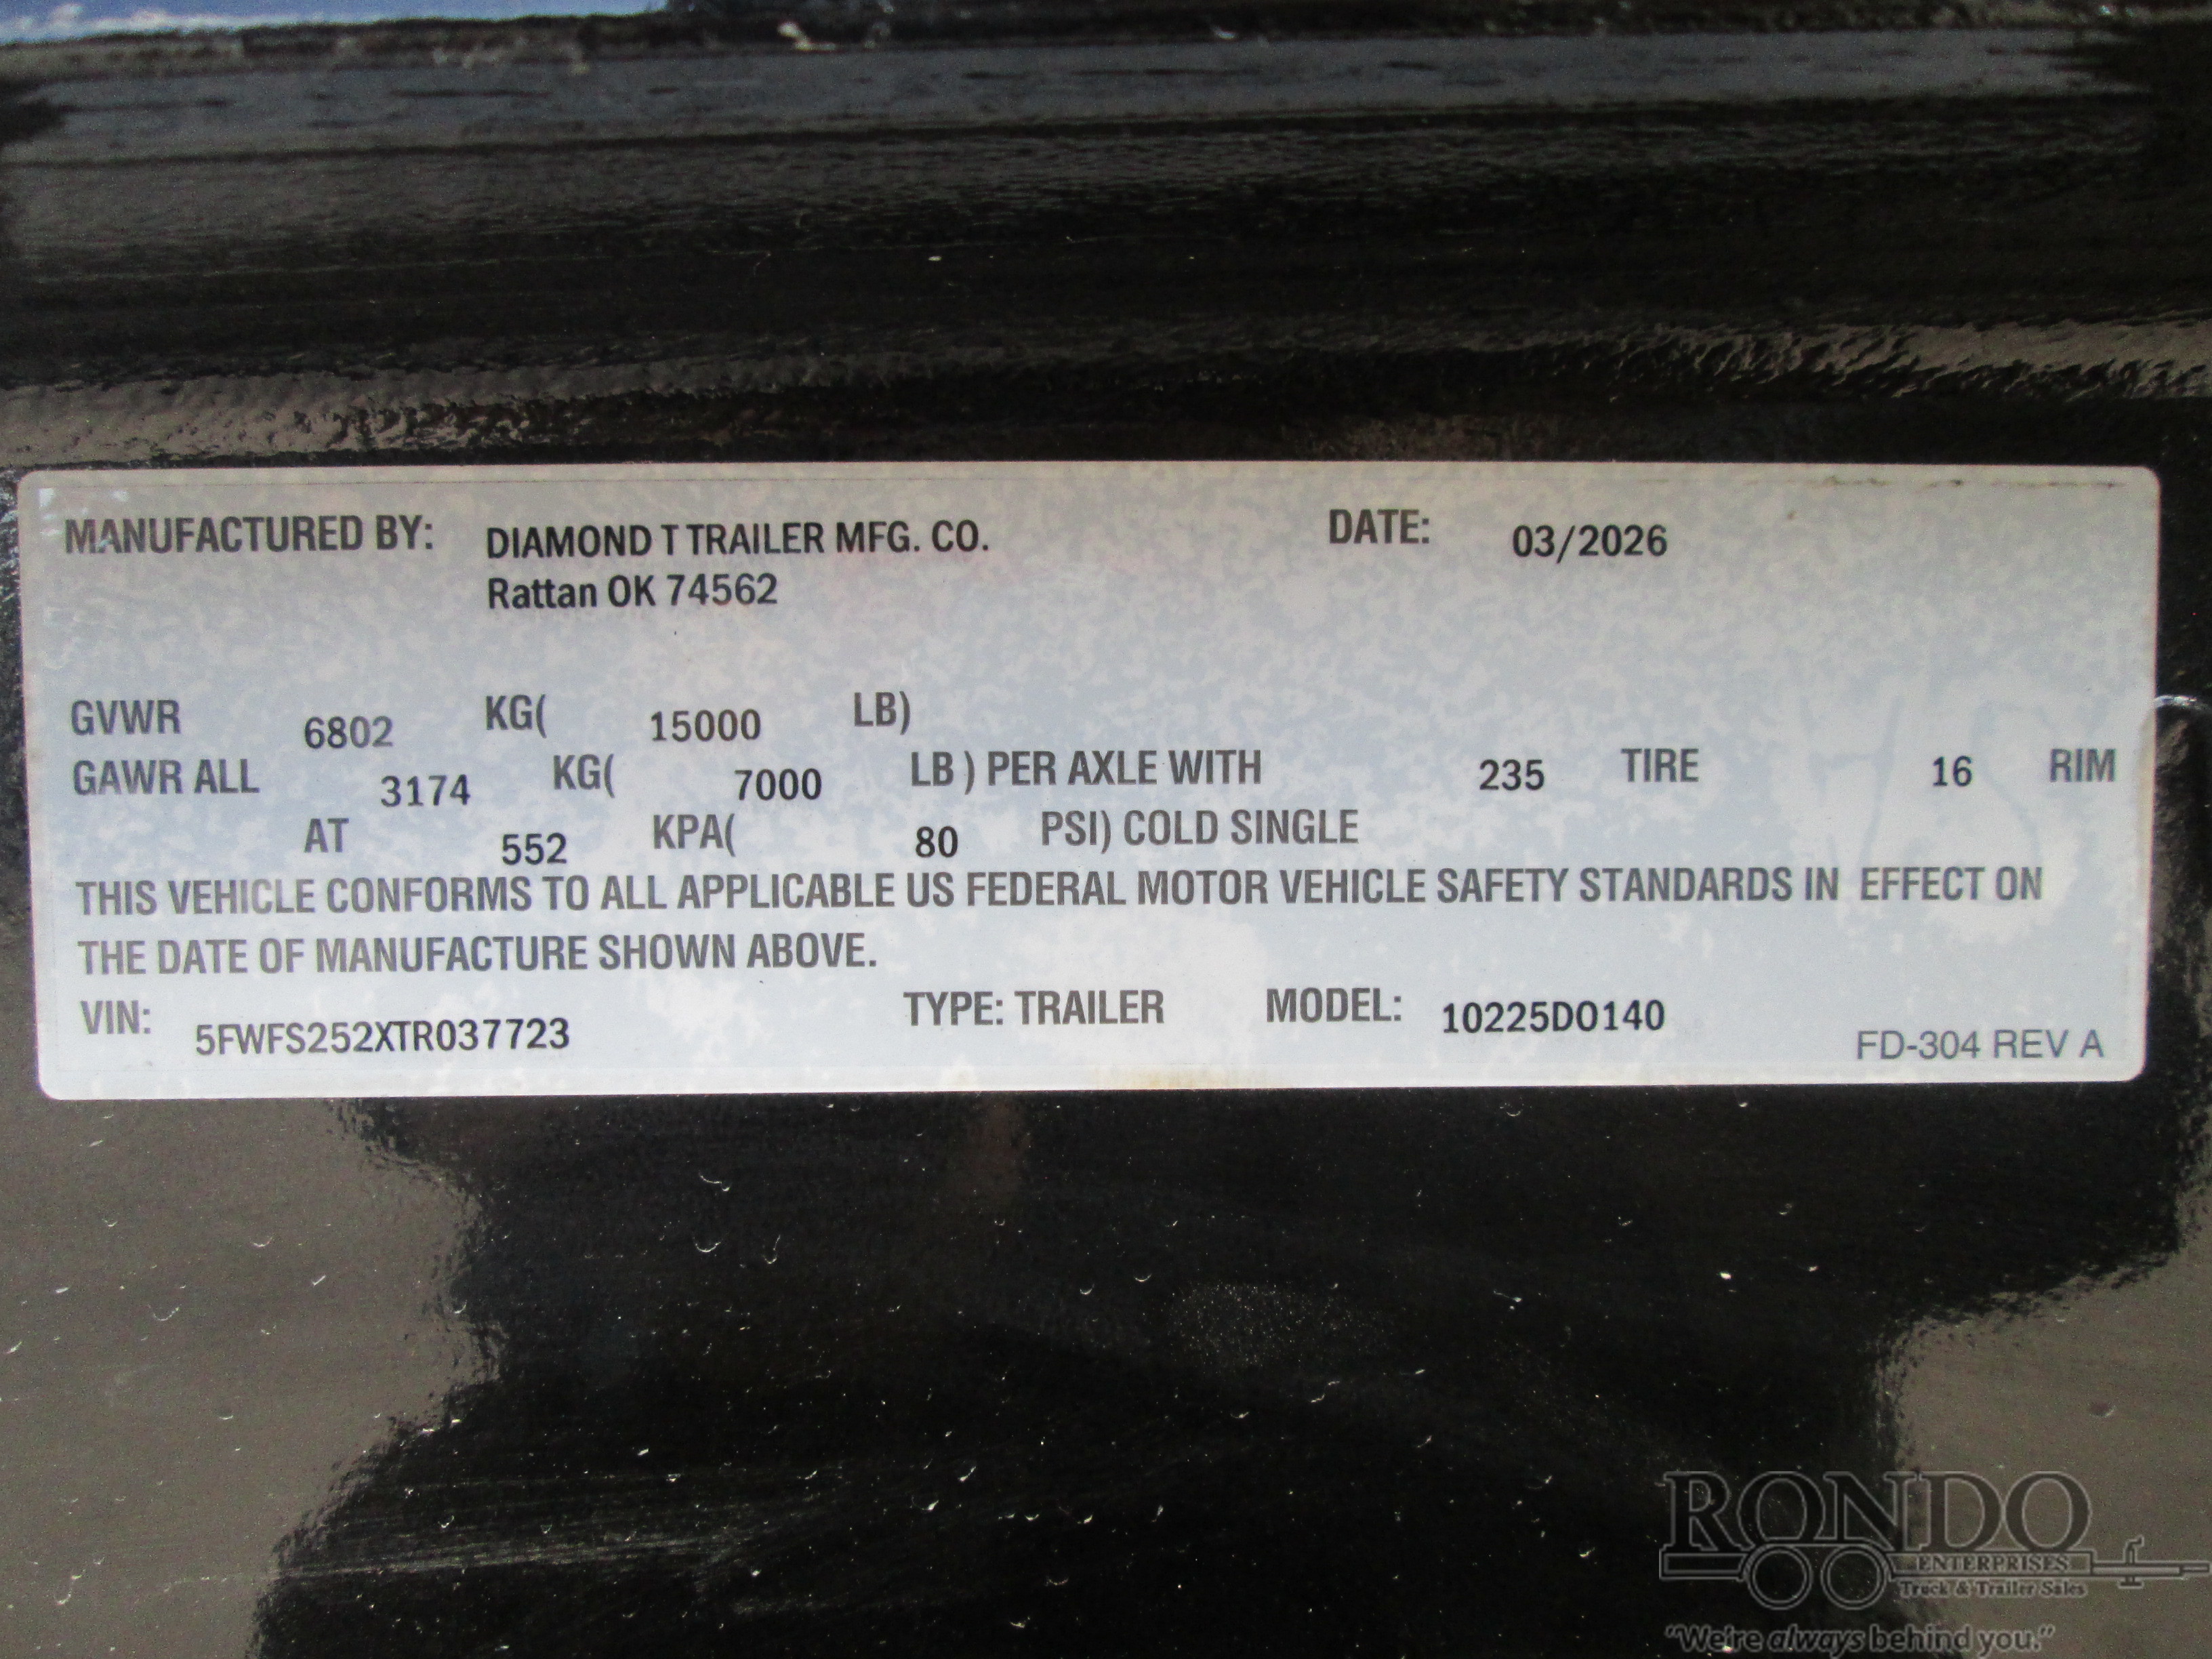 MANUFACTURED BY: DIAMOND T TRAILER MFG. CO. DATE: 03/2026
Rattan OK 74562
GVWR 6802 KG( 15000 LB)
GAWR ALL 3174 KG( 7000 LB ) PER AXLE WITH 235 TIRE 16 RIM
AT 552 KPA( 80 PSI) COLD SINGLE
THIS VEHICLE CONFORMS TO ALL APPLICABLE US FEDERAL MOTOR VEHICLE SAFETY STANDARDS IN EFFECT ON
THE DATE OF MANUFACTURE SHOWN ABOVE.
VIN: 5FWFS252XTR037723 TYPE: TRAILER MODEL: 10225DO140
FD-304 REV A
RONDO
ENTERPRISES
Truck & Trailer Sales
"We're always behind you."